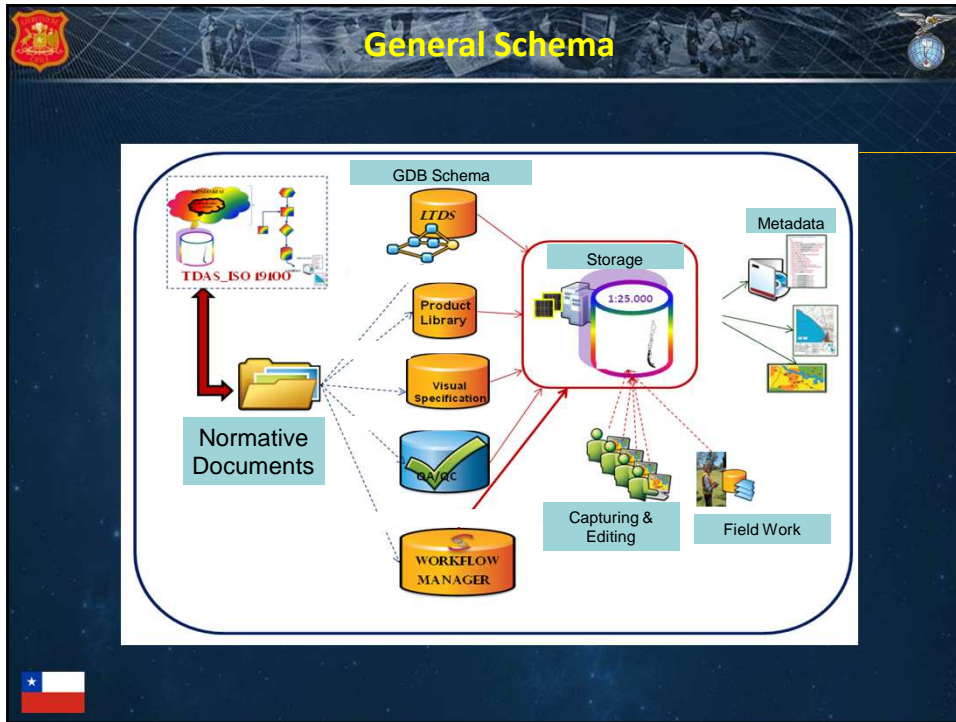 General Schema
GDB Schema
LTDS
TDAS_ISO 19100
Product
Library
Visual
Specification
QA/QC
WORKFLOW
MANAGER
Normative
Documents
Storage
1:25.000
Metadata
Capturing &
Editing
Field Work